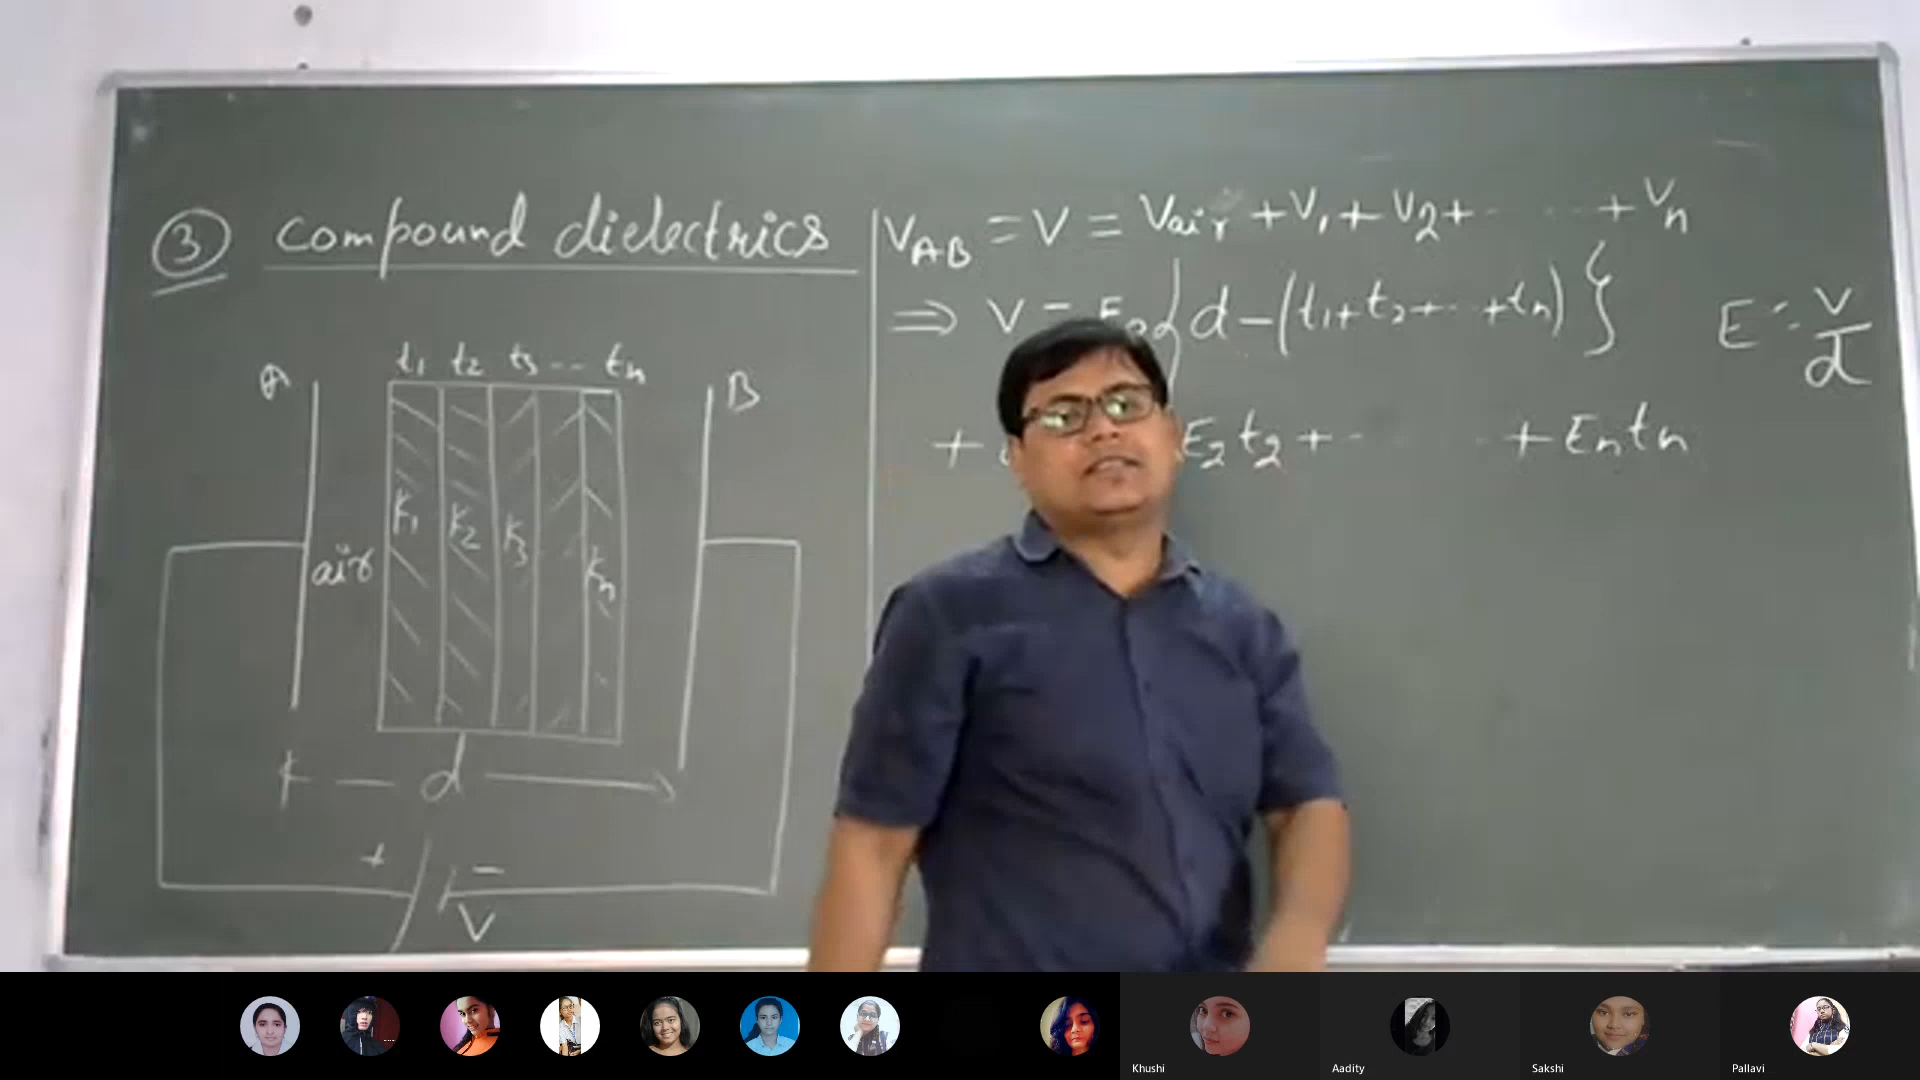 ③ compound dielectrics
t₁ t₂ t₃ -- tₙ
A
B
K₁ K₂ K₃ Kₙ
air
d
+ -
V
V_AB = V = Vair + V₁ + V₂ + ..... + Vₙ
⇒ V = E₀ { d - (t₁ + t₂ + .. + tₙ) }
E = V/d
+ E₂t₂ + - - + Eₙtₙ
Khushi
Aadity
Sakshi
Pallavi